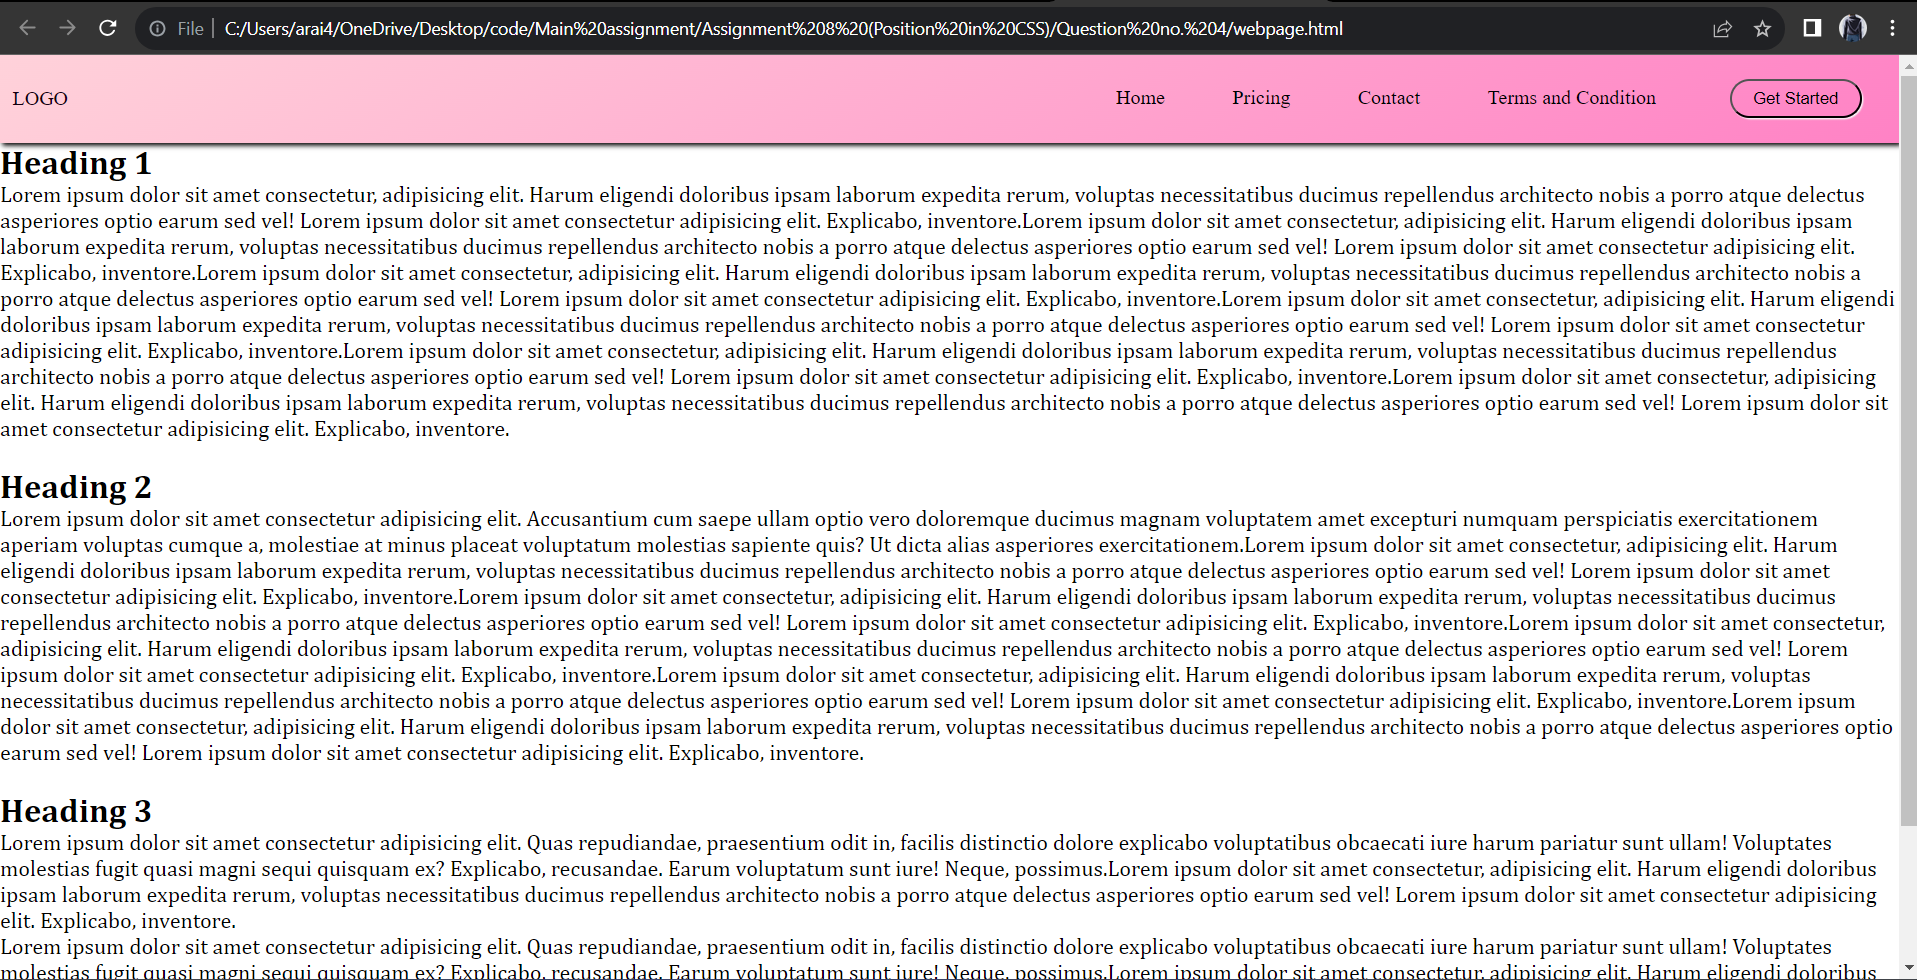 File | C:/Users/arai4/OneDrive/Desktop/code/Main%20assignment/Assignment%208%20(Position%20in%20CSS)/Question%20no.%204/webpage.html
LOGO Home Pricing Contact Terms and Condition Get Started
Heading 1
Lorem ipsum dolor sit amet consectetur, adipisicing elit. Harum eligendi doloribus ipsam laborum expedita rerum, voluptas necessitatibus ducimus repellendus architecto nobis a porro atque delectus
asperiores optio earum sed vel! Lorem ipsum dolor sit amet consectetur adipisicing elit. Explicabo, inventore.Lorem ipsum dolor sit amet consectetur, adipisicing elit. Harum eligendi doloribus ipsam
laborum expedita rerum, voluptas necessitatibus ducimus repellendus architecto nobis a porro atque delectus asperiores optio earum sed vel! Lorem ipsum dolor sit amet consectetur adipisicing elit.
Explicabo, inventore.Lorem ipsum dolor sit amet consectetur, adipisicing elit. Harum eligendi doloribus ipsam laborum expedita rerum, voluptas necessitatibus ducimus repellendus architecto nobis a
porro atque delectus asperiores optio earum sed vel! Lorem ipsum dolor sit amet consectetur adipisicing elit. Explicabo, inventore.Lorem ipsum dolor sit amet consectetur, adipisicing elit. Harum eligendi
doloribus ipsam laborum expedita rerum, voluptas necessitatibus ducimus repellendus architecto nobis a porro atque delectus asperiores optio earum sed vel! Lorem ipsum dolor sit amet consectetur
adipisicing elit. Explicabo, inventore.Lorem ipsum dolor sit amet consectetur, adipisicing elit. Harum eligendi doloribus ipsam laborum expedita rerum, voluptas necessitatibus ducimus repellendus
architecto nobis a porro atque delectus asperiores optio earum sed vel! Lorem ipsum dolor sit amet consectetur adipisicing elit. Explicabo, inventore.Lorem ipsum dolor sit amet consectetur, adipisicing
elit. Harum eligendi doloribus ipsam laborum expedita rerum, voluptas necessitatibus ducimus repellendus architecto nobis a porro atque delectus asperiores optio earum sed vel! Lorem ipsum dolor sit
amet consectetur adipisicing elit. Explicabo, inventore.
Heading 2
Lorem ipsum dolor sit amet consectetur adipisicing elit. Accusantium cum saepe ullam optio vero doloremque ducimus magnam voluptatem amet excepturi numquam perspiciatis exercitationem
aperiam voluptas cumque a, molestiae at minus placeat voluptatum molestias sapiente quis? Ut dicta alias asperiores exercitationem.Lorem ipsum dolor sit amet consectetur, adipisicing elit. Harum
eligendi doloribus ipsam laborum expedita rerum, voluptas necessitatibus ducimus repellendus architecto nobis a porro atque delectus asperiores optio earum sed vel! Lorem ipsum dolor sit amet
consectetur adipisicing elit. Explicabo, inventore.Lorem ipsum dolor sit amet consectetur, adipisicing elit. Harum eligendi doloribus ipsam laborum expedita rerum, voluptas necessitatibus ducimus
repellendus architecto nobis a porro atque delectus asperiores optio earum sed vel! Lorem ipsum dolor sit amet consectetur adipisicing elit. Explicabo, inventore.Lorem ipsum dolor sit amet consectetur,
adipisicing elit. Harum eligendi doloribus ipsam laborum expedita rerum, voluptas necessitatibus ducimus repellendus architecto nobis a porro atque delectus asperiores optio earum sed vel! Lorem
ipsum dolor sit amet consectetur adipisicing elit. Explicabo, inventore.Lorem ipsum dolor sit amet consectetur, adipisicing elit. Harum eligendi doloribus ipsam laborum expedita rerum, voluptas
necessitatibus ducimus repellendus architecto nobis a porro atque delectus asperiores optio earum sed vel! Lorem ipsum dolor sit amet consectetur adipisicing elit. Explicabo, inventore.Lorem ipsum
dolor sit amet consectetur, adipisicing elit. Harum eligendi doloribus ipsam laborum expedita rerum, voluptas necessitatibus ducimus repellendus architecto nobis a porro atque delectus asperiores optio
earum sed vel! Lorem ipsum dolor sit amet consectetur adipisicing elit. Explicabo, inventore.
Heading 3
Lorem ipsum dolor sit amet consectetur adipisicing elit. Quas repudiandae, praesentium odit in, facilis distinctio dolore explicabo voluptatibus obcaecati iure harum pariatur sunt ullam! Voluptates
molestias fugit quasi magni sequi quisquam ex? Explicabo, recusandae. Earum voluptatum sunt iure! Neque, possimus.Lorem ipsum dolor sit amet consectetur, adipisicing elit. Harum eligendi doloribus
ipsam laborum expedita rerum, voluptas necessitatibus ducimus repellendus architecto nobis a porro atque delectus asperiores optio earum sed vel! Lorem ipsum dolor sit amet consectetur adipisicing
elit. Explicabo, inventore.
Lorem ipsum dolor sit amet consectetur adipisicing elit. Quas repudiandae, praesentium odit in, facilis distinctio dolore explicabo voluptatibus obcaecati iure harum pariatur sunt ullam! Voluptates
molestias fugit quasi magni sequi quisquam ex? Explicabo, recusandae. Earum voluptatum sunt iure! Neque, possimus.Lorem ipsum dolor sit amet consectetur, adipisicing elit. Harum eligendi doloribus